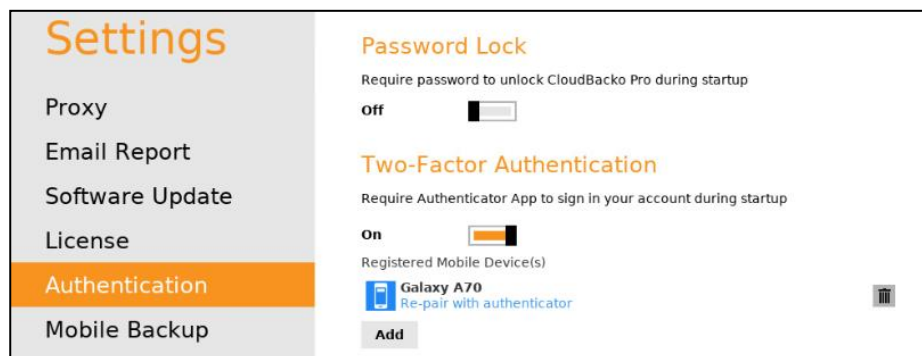 Settings
Proxy
Email Report
Software Update
License
Authentication
Mobile Backup
Password Lock
Require password to unlock CloudBacko Pro during startup
Off
Two-Factor Authentication
Require Authenticator App to sign in your account during startup
On
Registered Mobile Device(s)
Galaxy A70
Re-pair with authenticator
Add